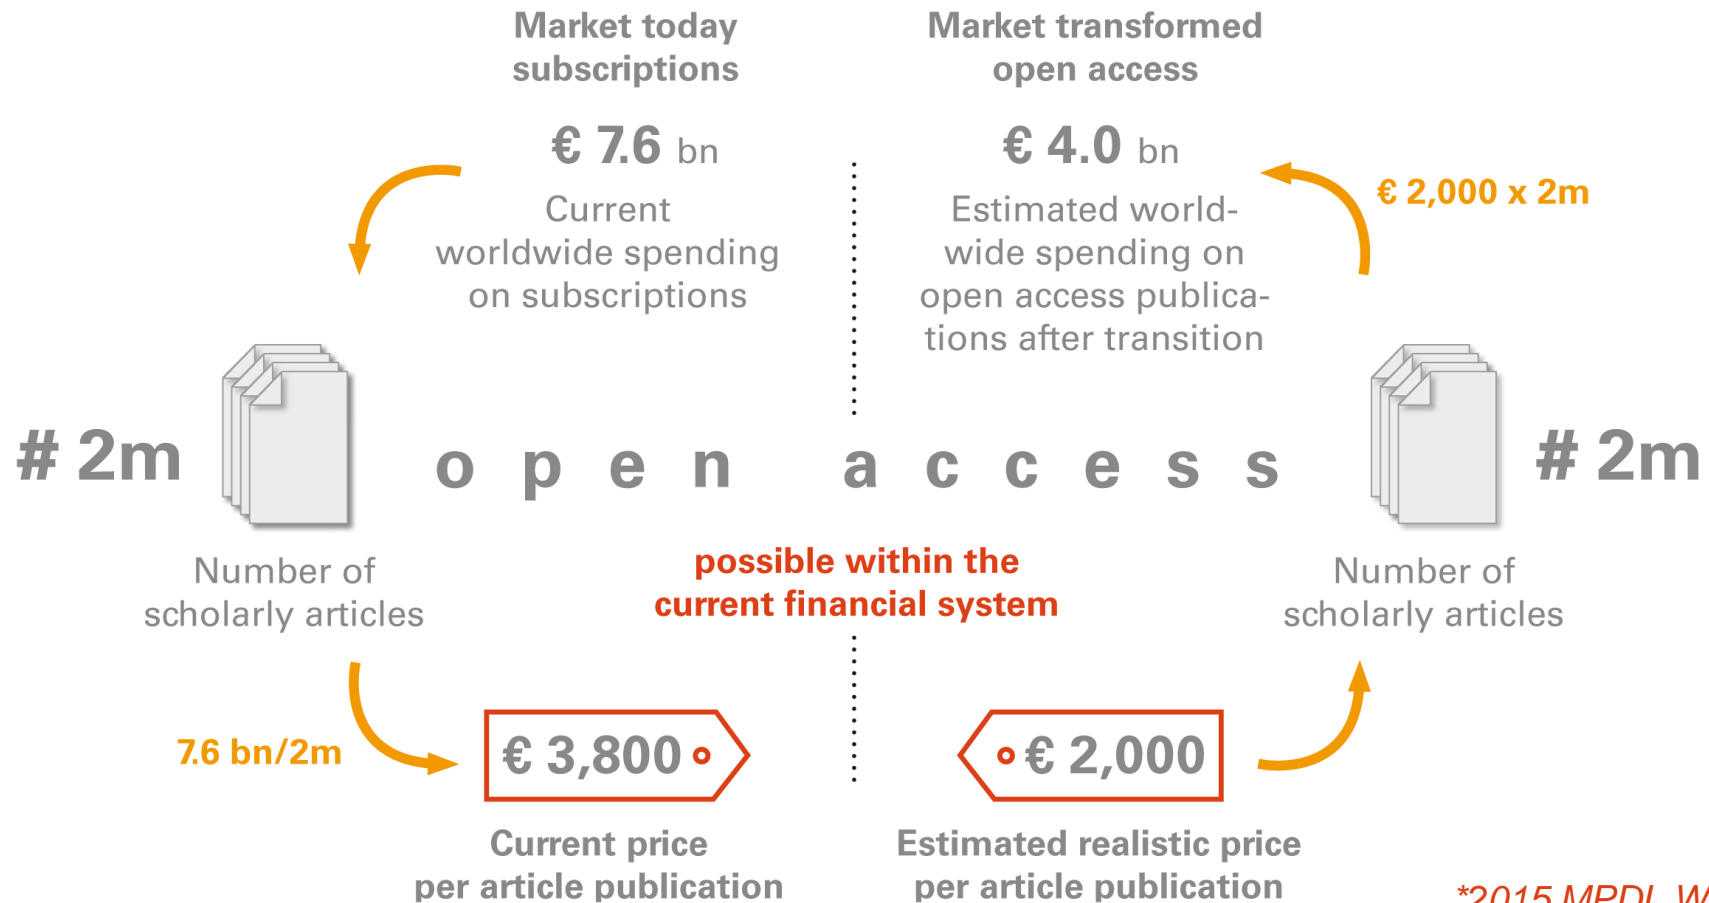 Market today
subscriptions
€ 7.6 bn
Current
worldwide spending
on subscriptions
Market transformed
open access
€ 4.0 bn
Estimated world-
wide spending on
open access publica-
tions after transition
€ 2,000 x 2m
# 2m
open access
# 2m
possible within the
current financial system
Number of
scholarly articles
Number of
scholarly articles
7.6 bn/2m
€ 3,800
€ 2,000
Current price
per article publication
Estimated realistic price
per article publication
*2015 MPDL